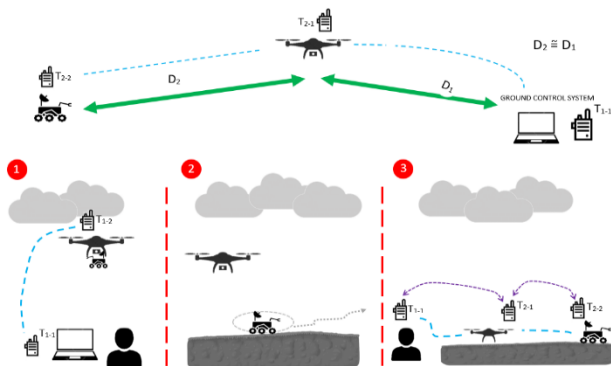 T2-1
D2 ≅ D1
T2-2
D2
D1
GROUND CONTROL SYSTEM
T1-1
1
2
3
T1-2
T1-1
T1-1
T2-1
T2-2